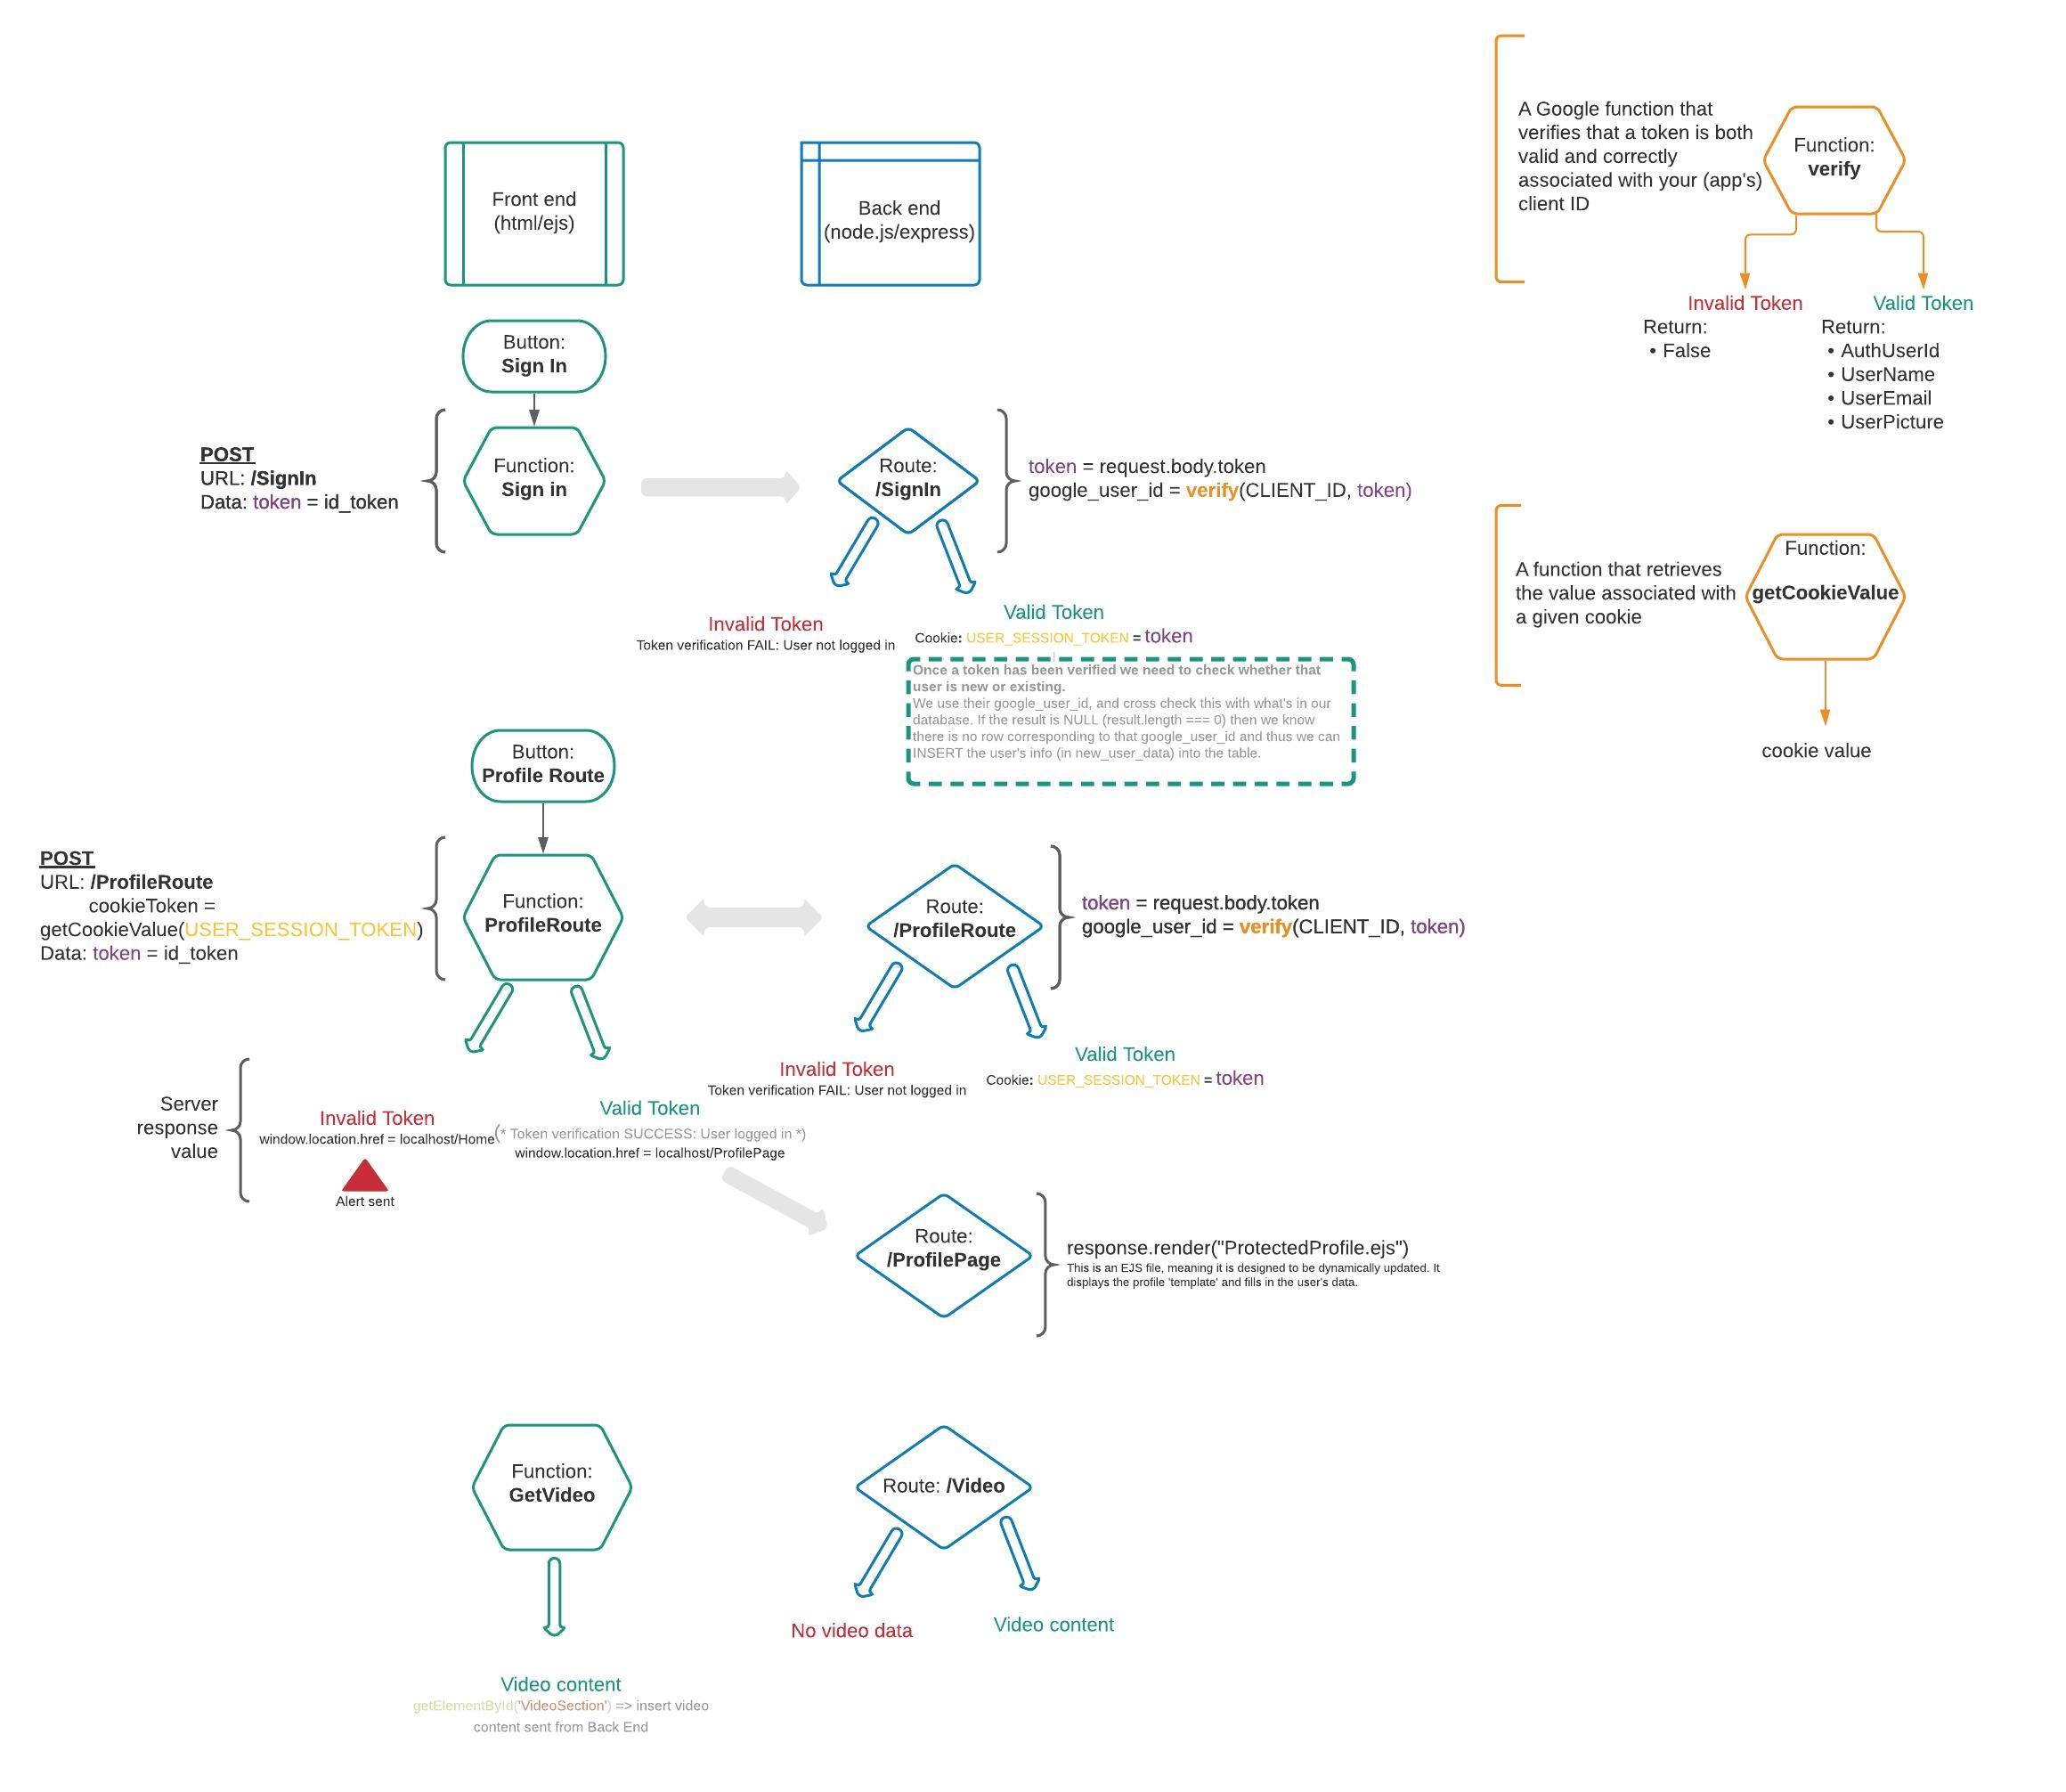 A Google function that
verifies that a token is both
valid and correctly
associated with your (app's)
client ID
Function:
verify
Invalid Token
Return:
• False
Valid Token
Return:
• AuthUserId
• UserName
• UserEmail
• UserPicture
Front end
(html/ejs)
Back end
(node.js/express)
Button:
Sign In
POST
URL: /SignIn
Data: token = id_token
Function:
Sign in
Route:
/SignIn
token = request.body.token
google_user_id = verify(CLIENT_ID, token)
Invalid Token
Token verification FAIL: User not logged in
Valid Token
Cookie: USER_SESSION_TOKEN = token
Once a token has been verified we need to check whether that
user is new or existing.
We use their google_user_id, and cross check this with what's in our
database. If the result is NULL (result.length === 0) then we know
there is no row corresponding to that google_user_id and thus we can
INSERT the user's info (in new_user_data) into the table.
A function that retrieves
the value associated with
a given cookie
Function:
getCookieValue
cookie value
Button:
Profile Route
POST
URL: /ProfileRoute
cookieToken =
getCookieValue(USER_SESSION_TOKEN)
Data: token = id_token
Function:
ProfileRoute
Route:
/ProfileRoute
token = request.body.token
google_user_id = verify(CLIENT_ID, token)
Invalid Token
Token verification FAIL: User not logged in
Valid Token
Cookie: USER_SESSION_TOKEN = token
Server
response
value
Invalid Token
window.location.href = localhost/Home
Alert sent
Valid Token
(* Token verification SUCCESS: User logged in *)
window.location.href = localhost/ProfilePage
Route:
/ProfilePage
response.render("ProtectedProfile.ejs")
This is an EJS file, meaning it is designed to be dynamically updated. It
displays the profile 'template' and fills in the user's data.
Function:
GetVideo
Route: /Video
No video data
Video content
Video content
getElementById('VideoSection') => insert video
content sent from Back End